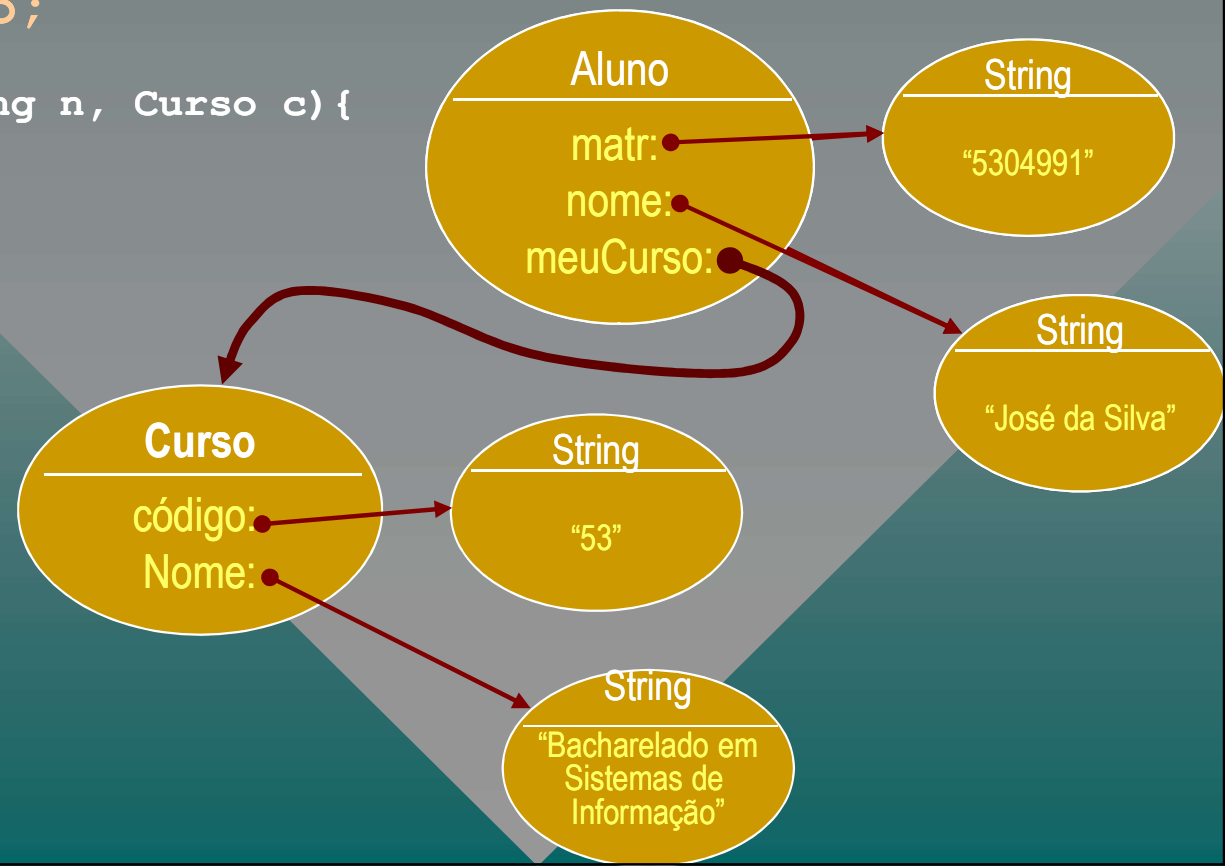 ng n, Curso c){
Aluno
matr:
nome:
meuCurso:
String
“5304991”
String
“José da Silva”
Curso
código:
Nome:
String
“53”
String
“Bacharelado em
Sistemas de
Informação”